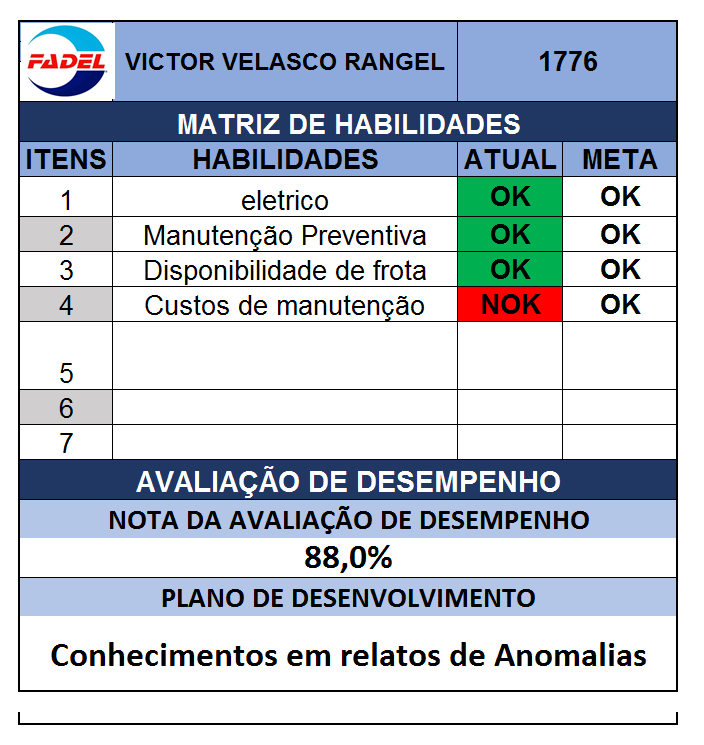 FADEL
VICTOR VELASCO RANGEL 1776
MATRIZ DE HABILIDADES
ITENS HABILIDADES ATUAL META
1 eletrico OK OK
2 Manutenção Preventiva OK OK
3 Disponibilidade de frota OK OK
4 Custos de manutenção NOK OK
5
6
7
AVALIAÇÃO DE DESEMPENHO
NOTA DA AVALIAÇÃO DE DESEMPENHO
88,0%
PLANO DE DESENVOLVIMENTO
Conhecimentos em relatos de Anomalias